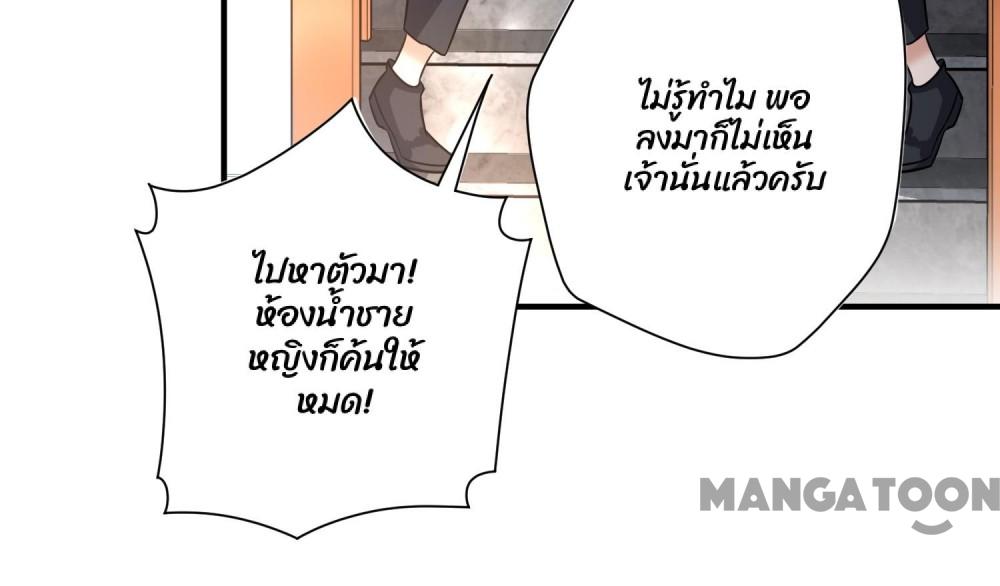 ไม่รู้ทำไม พอ
ลงมาก็ไม่เห็น
เจ้านั่นแล้วครับ
ไปหาตัวมา!
ห้องน้ำชาย
หญิงก็ค้นให้
หมด!
MANGATOON